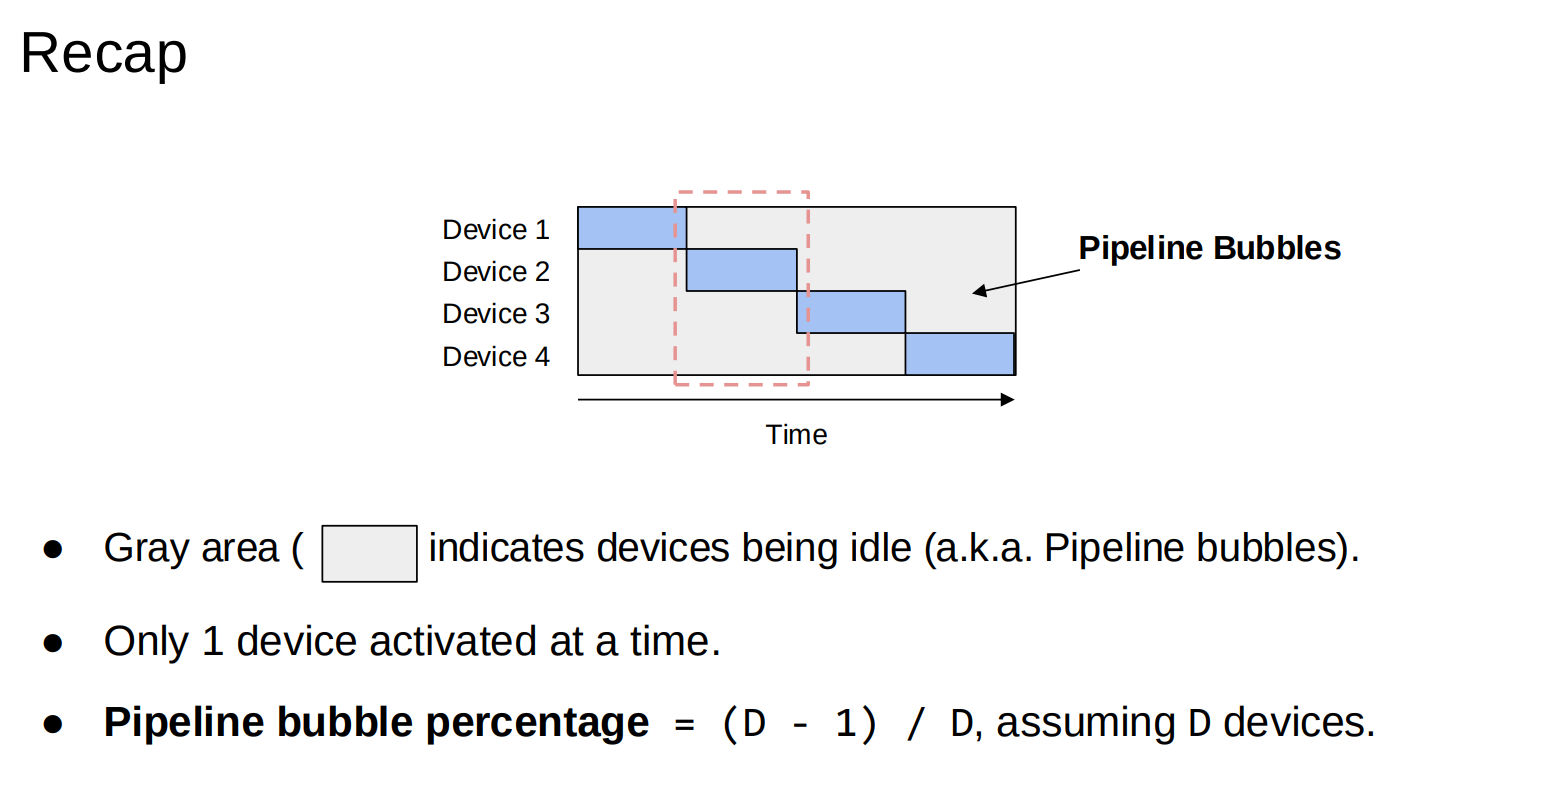 Recap
Device 1
Device 2
Device 3
Device 4
Pipeline Bubbles
Time
● Gray area ( indicates devices being idle (a.k.a. Pipeline bubbles).
● Only 1 device activated at a time.
● Pipeline bubble percentage = (D - 1) / D, assuming D devices.